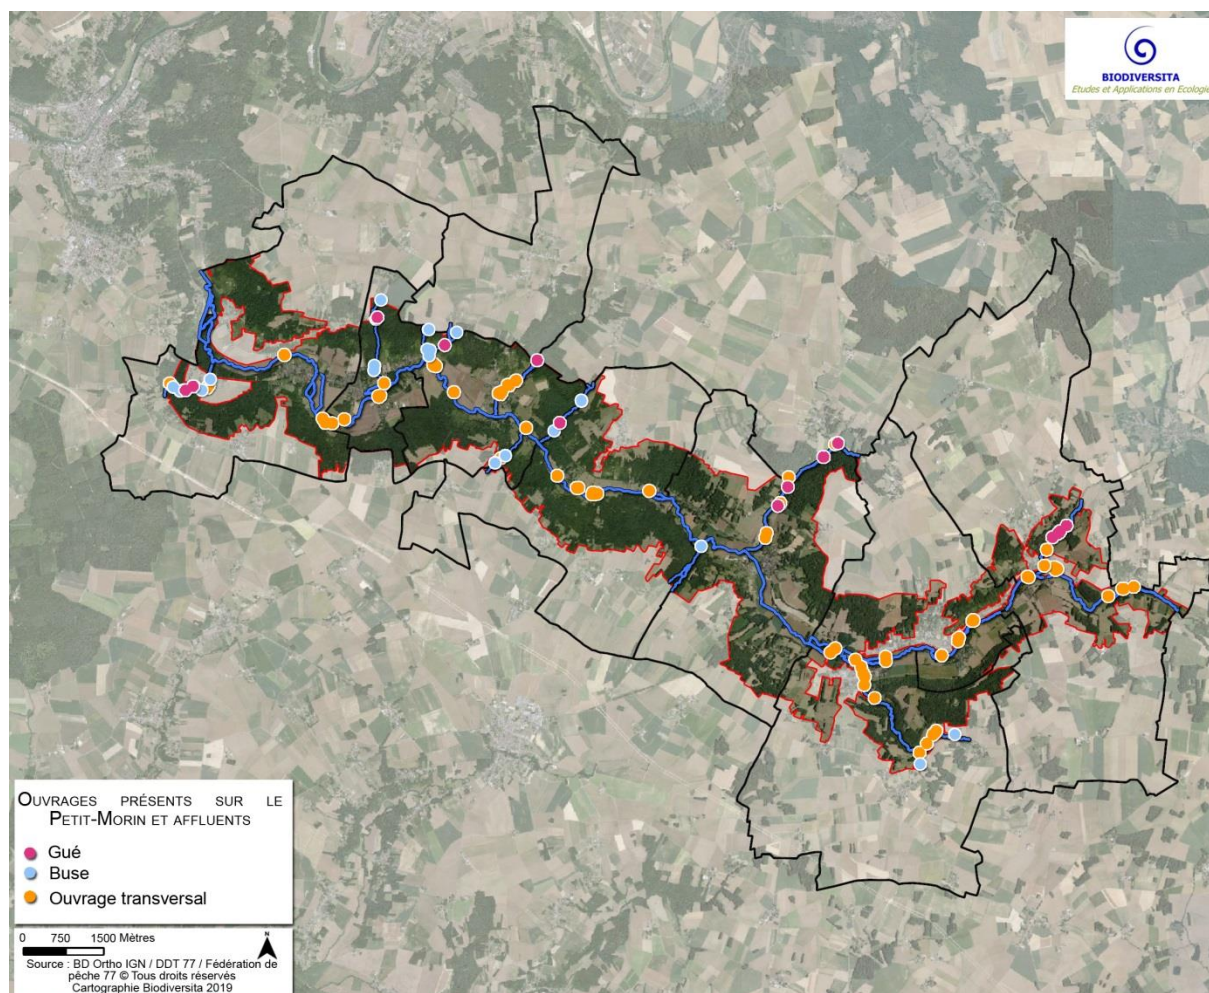 BIODIVERSITA
Etudes et Applications en Ecologie
OUVRAGES PRÉSENTS SUR LE
PETIT-MORIN ET AFFLUENTS
Gué
Buse
Ouvrage transversal
0 750 1500 Mètres
N
Source : BD Ortho IGN / DDT 77 / Fédération de
pêche 77 © Tous droits réservés
Cartographie Biodiversita 2019